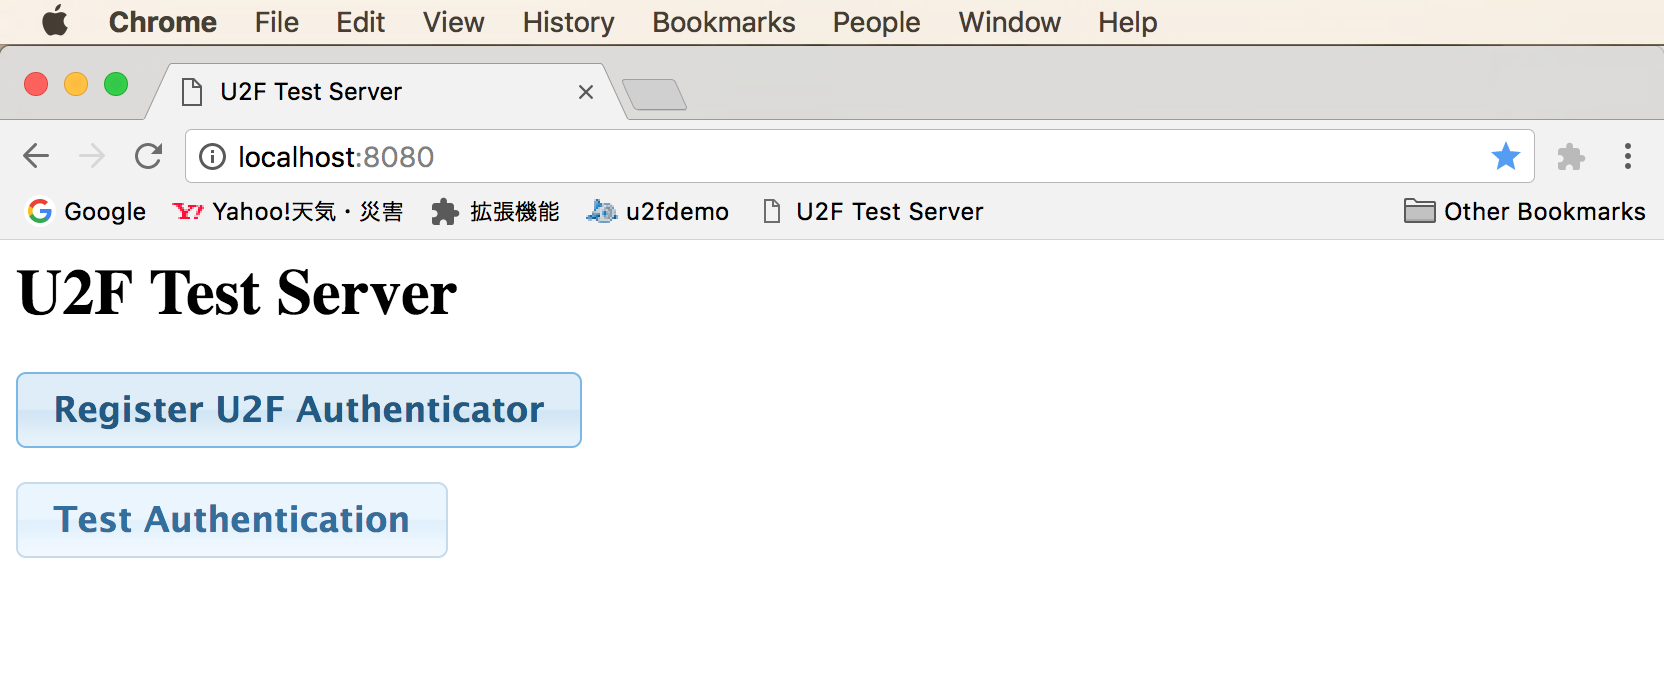 Chrome File Edit View History Bookmarks People Window Help
U2F Test Server
localhost:8080
Google Yahoo!天気・災害 拡張機能 u2fdemo U2F Test Server Other Bookmarks
U2F Test Server
Register U2F Authenticator
Test Authentication